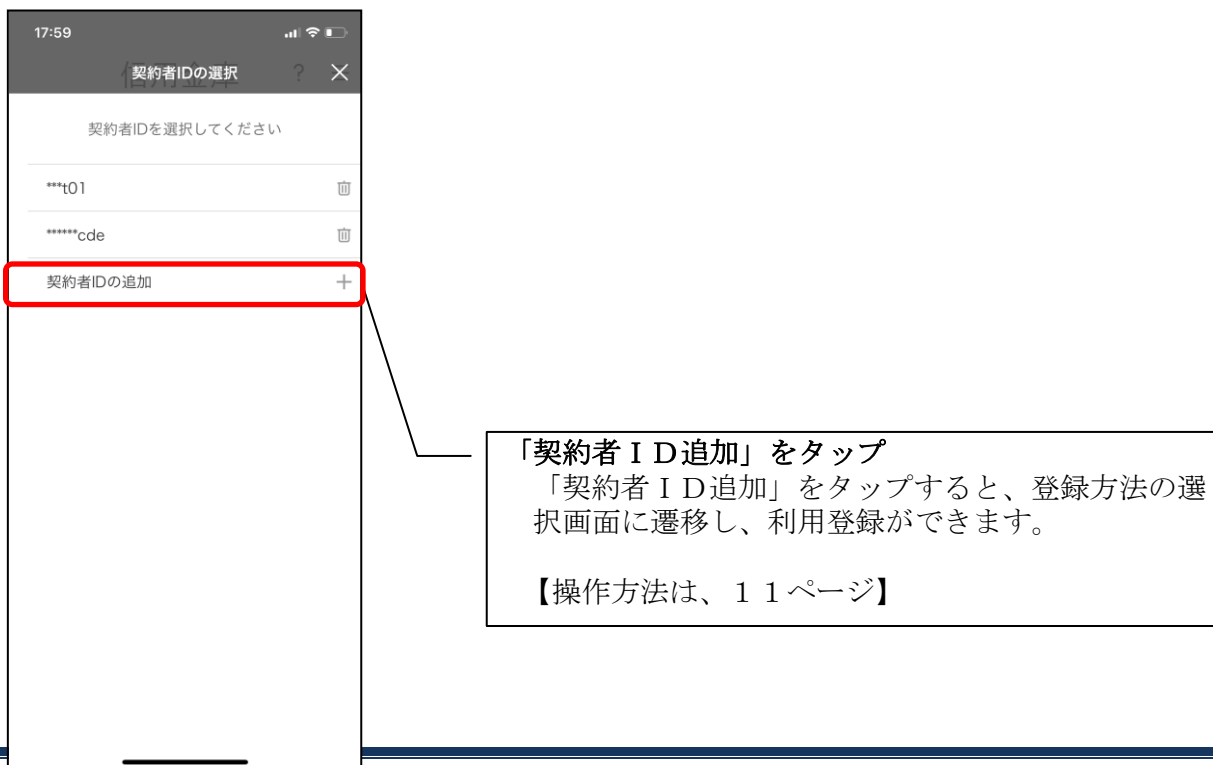 17:59
信用金庫
契約者IDの選択 ? ×
契約者IDを選択してください
***t01
******cde
契約者IDの追加 +
「契約者ＩＤ追加」をタップ
「契約者ＩＤ追加」をタップすると、登録方法の選
択画面に遷移し、利用登録ができます。
【操作方法は、１１ページ】